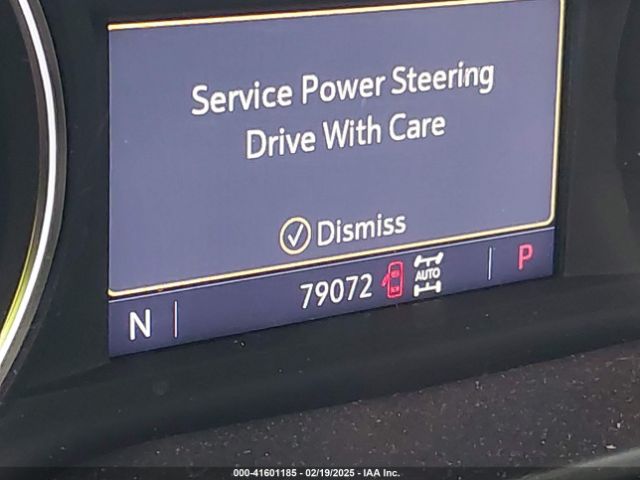 Service Power Steering
Drive With Care
Dismiss
79072 AUTO P
N
000-41601185 - 02/19/2025 - IAA Inc.